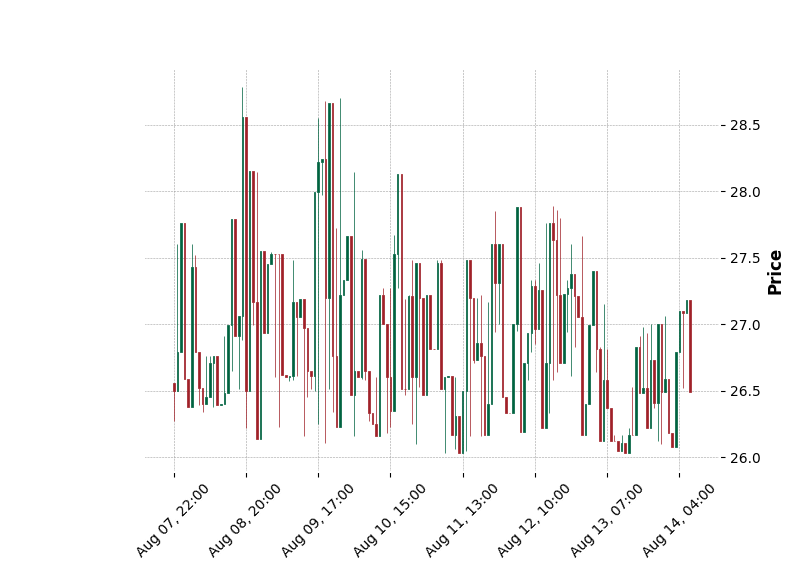 28.5
28.0
27.5
27.0
26.5
26.0
Price
Aug 07, 22:00
Aug 08, 20:00
Aug 09, 17:00
Aug 10, 15:00
Aug 11, 13:00
Aug 12, 10:00
Aug 13, 07:00
Aug 14, 04:00